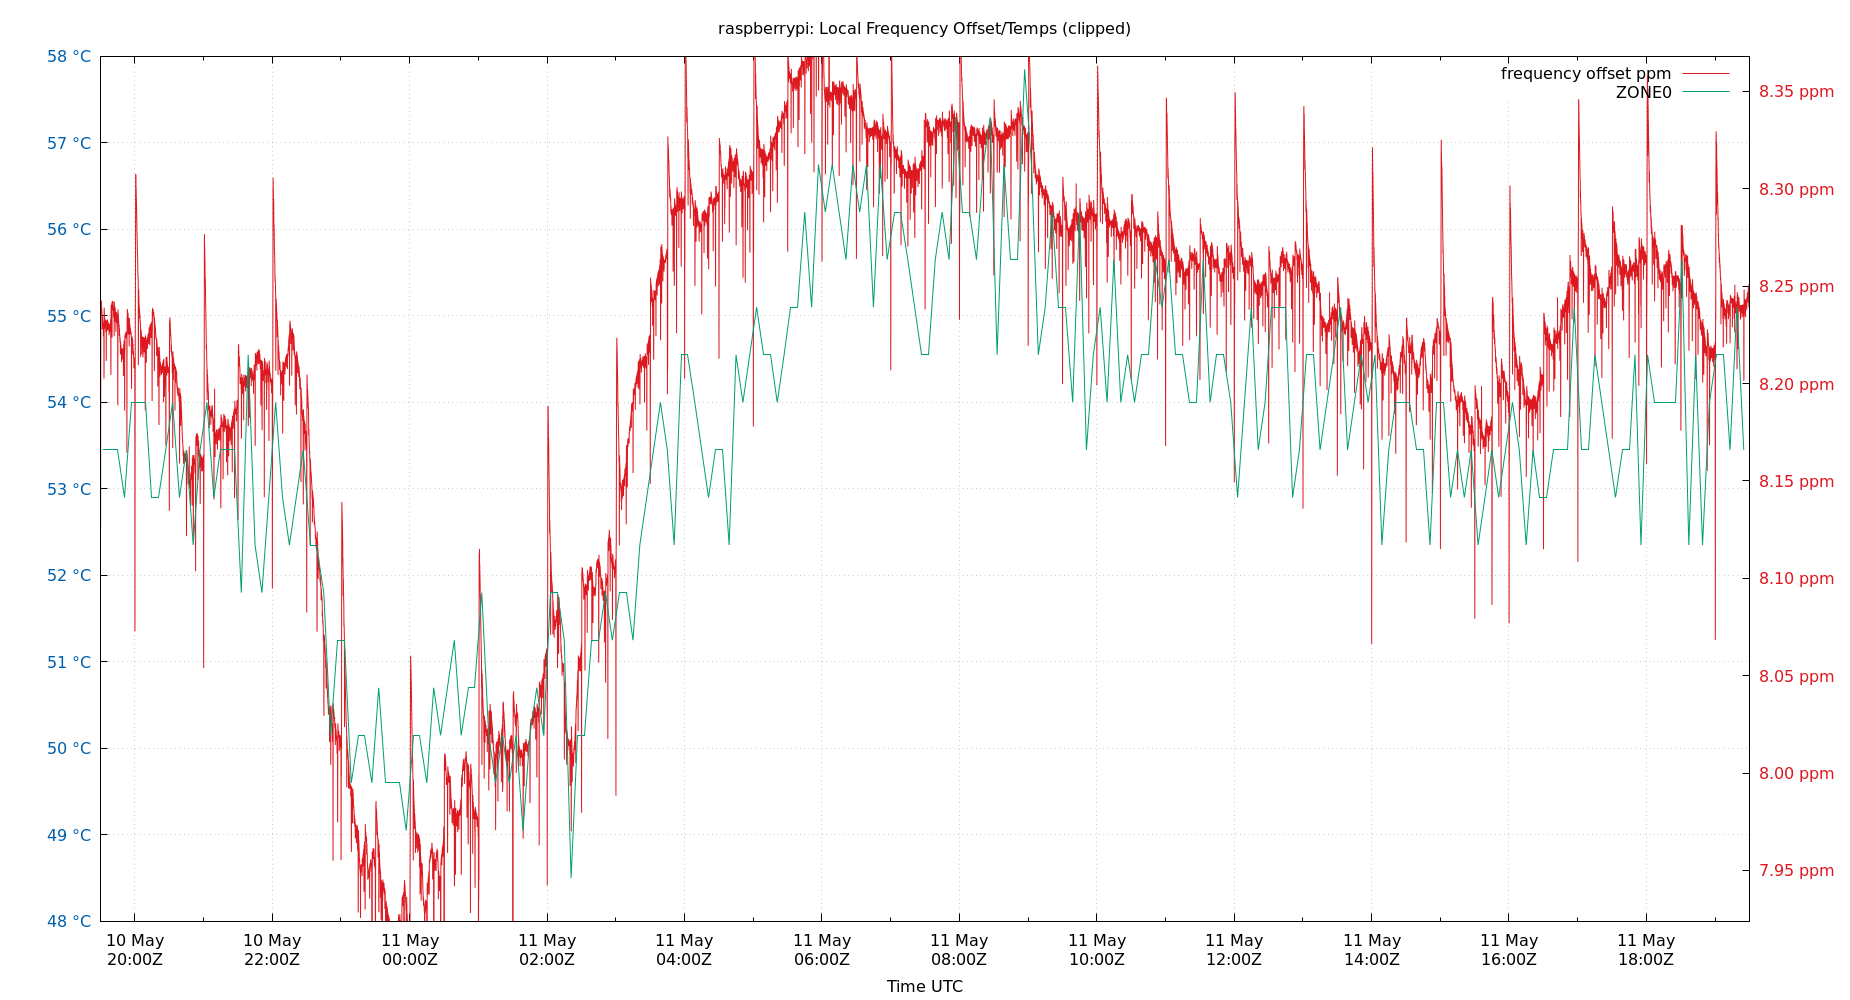 raspberrypi: Local Frequency Offset/Temps (clipped)
frequency offset ppm
ZONE0
58 °C
57 °C
56 °C
55 °C
54 °C
53 °C
52 °C
51 °C
50 °C
49 °C
48 °C
8.35 ppm
8.30 ppm
8.25 ppm
8.20 ppm
8.15 ppm
8.10 ppm
8.05 ppm
8.00 ppm
7.95 ppm
10 May
20:00Z
10 May
22:00Z
11 May
00:00Z
11 May
02:00Z
11 May
04:00Z
11 May
06:00Z
11 May
08:00Z
11 May
10:00Z
11 May
12:00Z
11 May
14:00Z
11 May
16:00Z
11 May
18:00Z
Time UTC